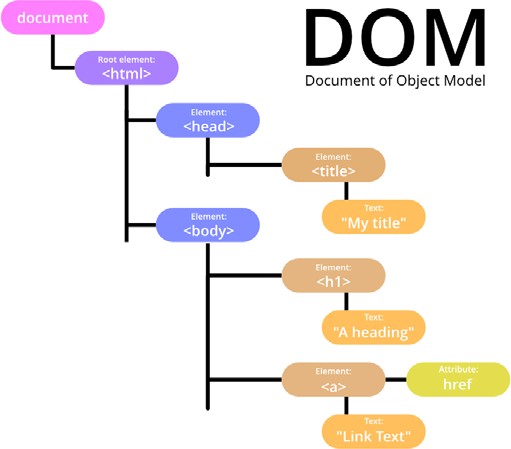 document
DOM
Document of Object Model
Root element:
<html>
Element:
<head>
Element:
<title>
Text:
"My title"
Element:
<body>
Element:
<h1>
Text:
"A heading"
Element:
<a>
Attribute:
href
Text:
"Link Text"